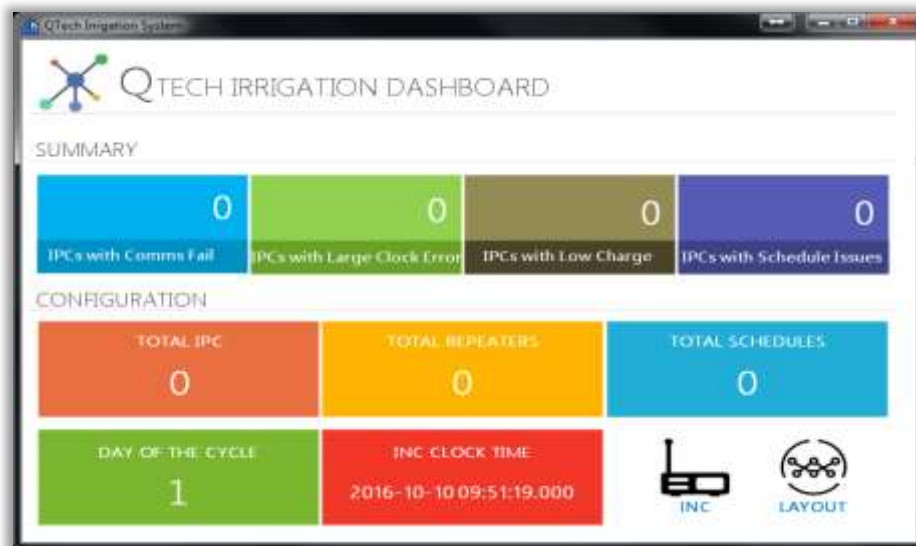 QTech Irrigation System
QTECH IRRIGATION DASHBOARD
SUMMARY
0
0
0
0
IPCs with Comms Fail
IPCs with Large Clock Error
IPCs with Low Charge
IPCs with Schedule Issues
CONFIGURATION
TOTAL IPC
TOTAL REPEATERS
TOTAL SCHEDULES
0
0
0
DAY OF THE CYCLE
INC CLOCK TIME
1
2016-10-10 09:51:19.000
INC
LAYOUT